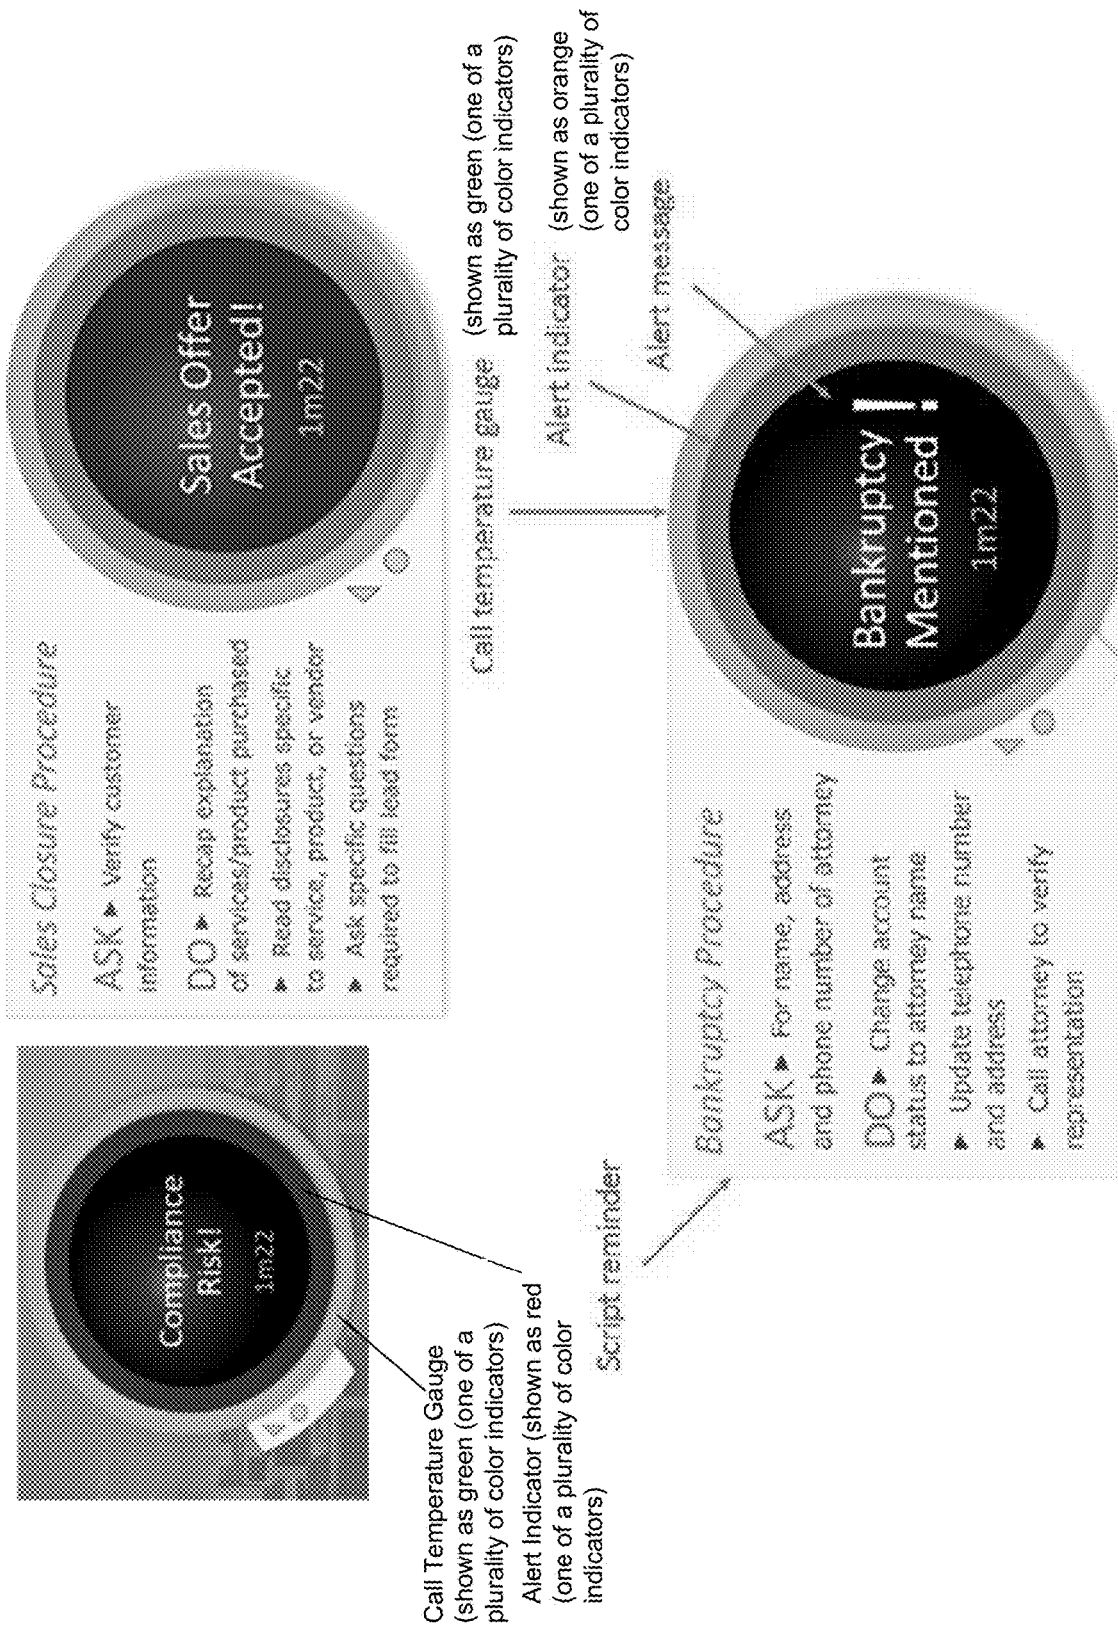 Compliance
Risk!
1m22
Call Temperature Gauge
(shown as green (one of a
plurality of color indicators)
Alert Indicator (shown as red
(one of a plurality of color
indicators)
Sales Closure Procedure
ASK ► Verify customer
information
DO ► Recap explanation
of services/product purchased
► Read disclosures specific
to service, product, or vendor
► Ask specific questions
required to fill lead form
Sales Offer
Accepted!
1m22
Call temperature gauge (shown as green (one of a
plurality of color indicators)
Alert indicator (shown as orange
(one of a plurality of
color indicators)
Alert message
Script reminder
Bankruptcy Procedure
ASK ► For name, address
and phone number of attorney
DO ► Change account
status to attorney name
► Update telephone number
and address
► Call attorney to verify
representation
Bankruptcy
Mentioned !
1m22